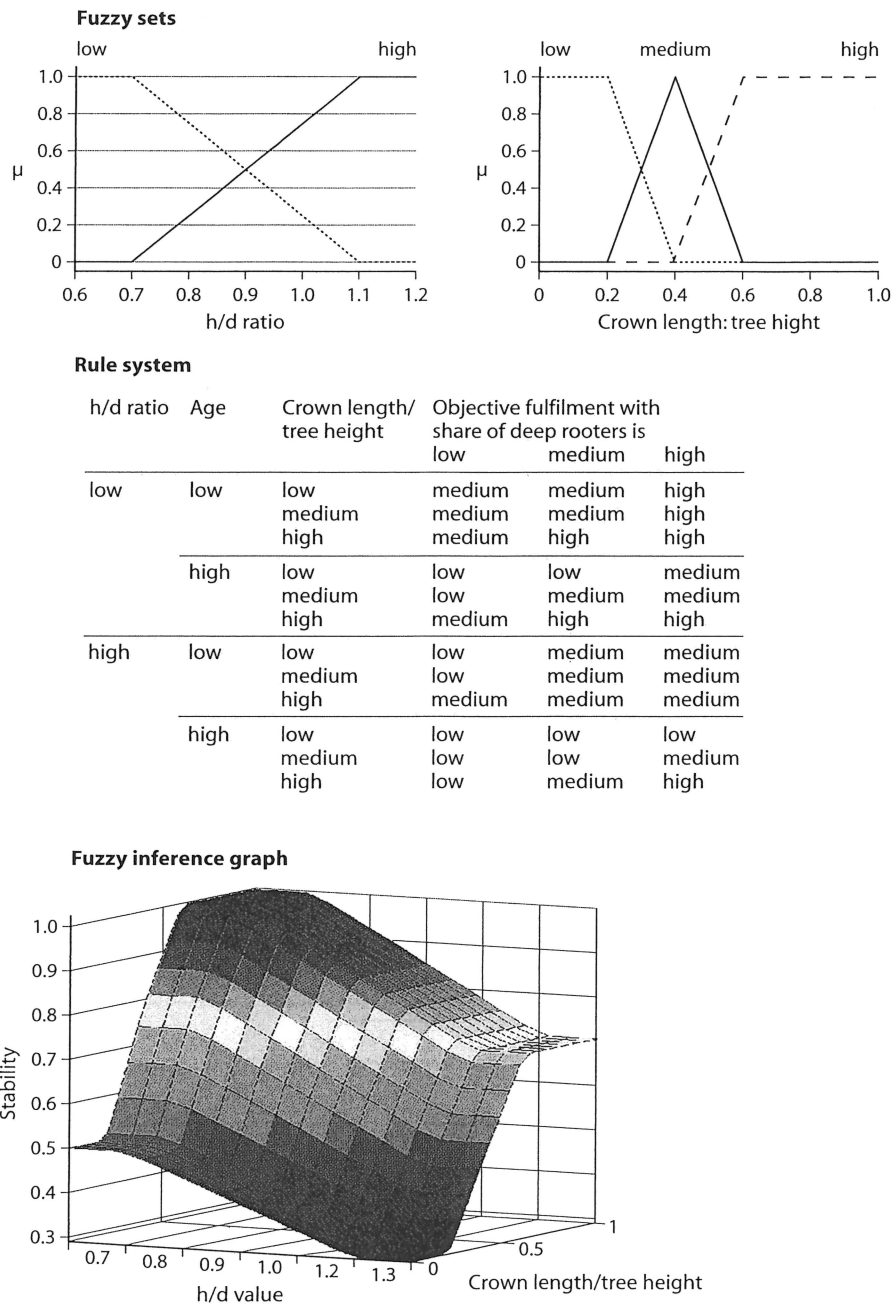 Fuzzy sets
low high
1.0
0.8
0.6
0.4
0.2
0
μ
0.6 0.7 0.8 0.9 1.0 1.1 1.2
h/d ratio
low medium high
1.0
0.8
0.6
0.4
0.2
0
μ
0 0.2 0.4 0.6 0.8 1.0
Crown length: tree hight
Rule system
h/d ratio Age Crown length/ Objective fulfilment with
tree height share of deep rooters is
low medium high
low low low medium medium high
medium medium medium high
high medium high high
high low low low medium
medium low medium medium
high medium high high
high low low low medium medium
medium low medium medium
high medium medium medium
high low low low low
medium low low medium
high low medium high
Fuzzy inference graph
1.0
0.9
0.8
0.7
0.6
0.5
0.4
0.3
Stability
0.7 0.8 0.9 1.0 1.2 1.3
h/d value
0 0.5 1
Crown length/tree height